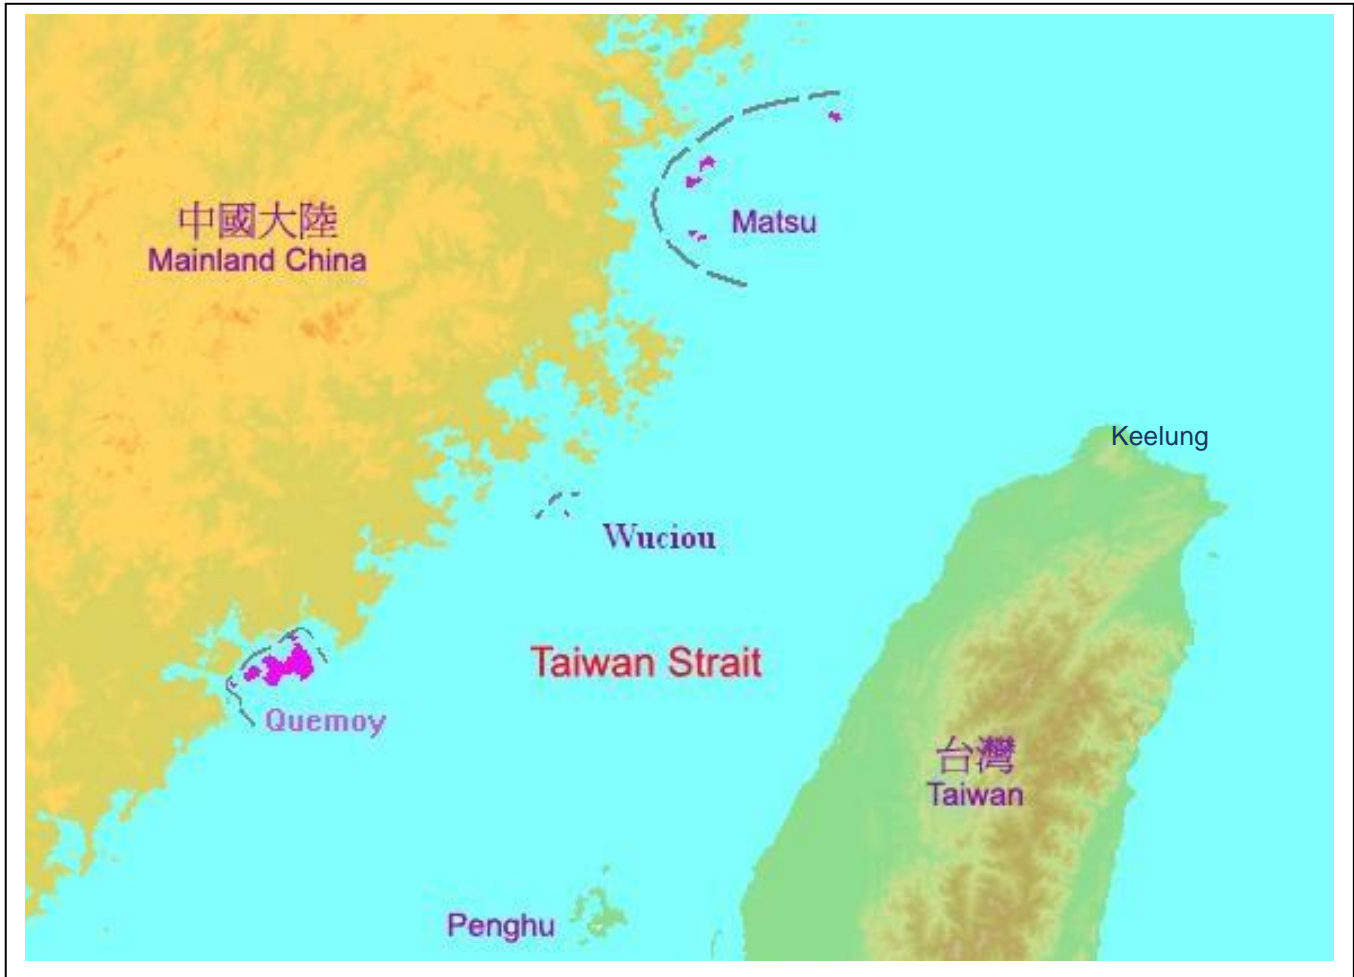 中國大陸
Mainland China
Matsu
Keelung
Wuciou
Taiwan Strait
Quemoy
台灣
Taiwan
Penghu